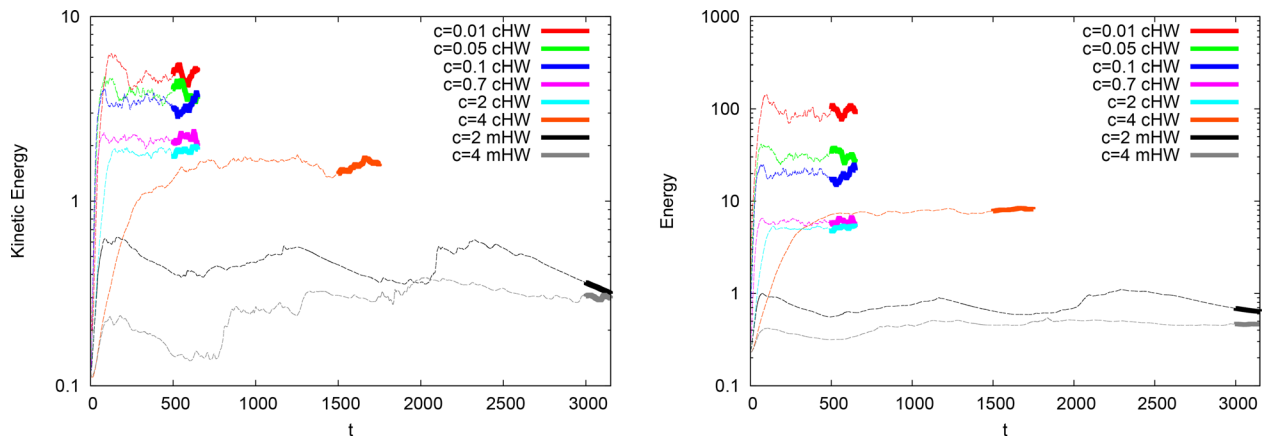 10
1
0.1
Kinetic Energy
c=0.01 cHW
c=0.05 cHW
c=0.1 cHW
c=0.7 cHW
c=2 cHW
c=4 cHW
c=2 mHW
c=4 mHW
0 500 1000 1500 2000 2500 3000
t
1000
100
10
1
0.1
Energy
c=0.01 cHW
c=0.05 cHW
c=0.1 cHW
c=0.7 cHW
c=2 cHW
c=4 cHW
c=2 mHW
c=4 mHW
0 500 1000 1500 2000 2500 3000
t